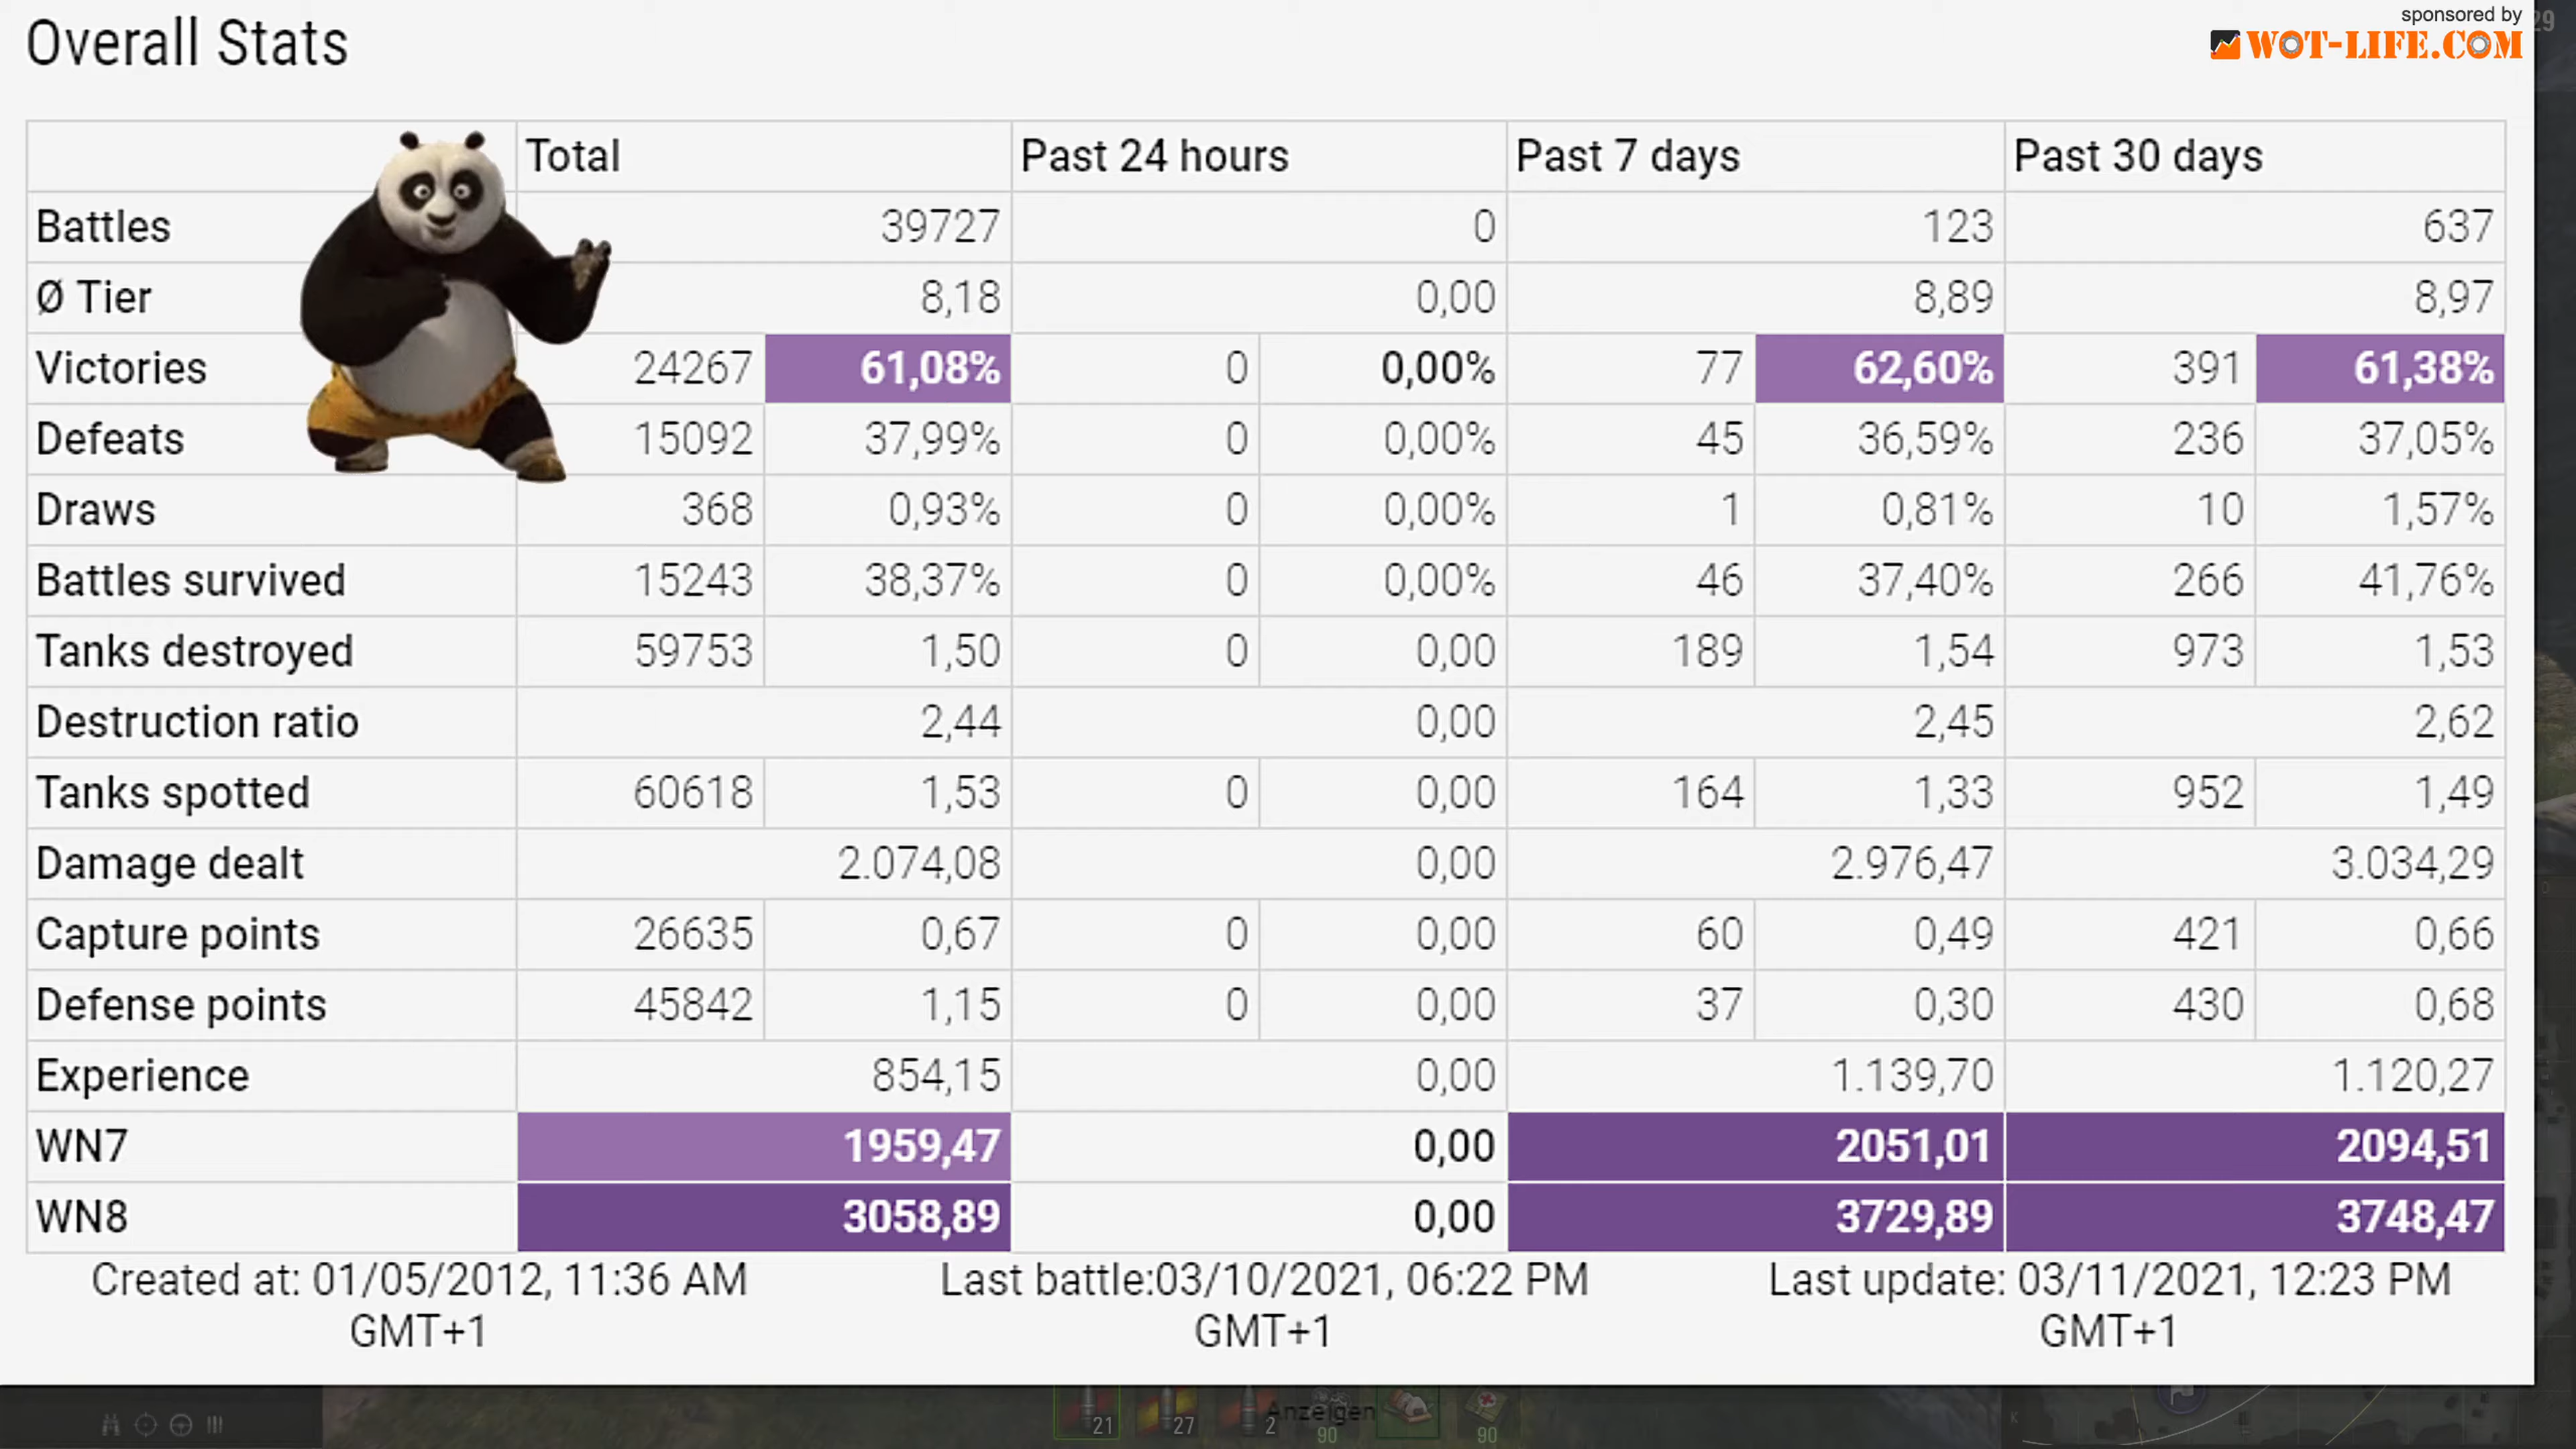 sponsored by
29
Overall Stats
WOT-LIFE.COM
Total Past 24 hours Past 7 days Past 30 days
Battles 39727 0 123 637
Ø Tier 8,18 0,00 8,89 8,97
Victories 24267 61,08% 0 0,00% 77 62,60% 391 61,38%
Defeats 15092 37,99% 0 0,00% 45 36,59% 236 37,05%
Draws 368 0,93% 0 0,00% 1 0,81% 10 1,57%
Battles survived 15243 38,37% 0 0,00% 46 37,40% 266 41,76%
Tanks destroyed 59753 1,50 0 0,00 189 1,54 973 1,53
Destruction ratio 2,44 0,00 2,45 2,62
Tanks spotted 60618 1,53 0 0,00 164 1,33 952 1,49
Damage dealt 2.074,08 0,00 2.976,47 3.034,29
Capture points 26635 0,67 0 0,00 60 0,49 421 0,66
Defense points 45842 1,15 0 0,00 37 0,30 430 0,68
Experience 854,15 0,00 1.139,70 1.120,27
WN7 1959,47 0,00 2051,01 2094,51
WN8 3058,89 0,00 3729,89 3748,47
Created at: 01/05/2012, 11:36 AM Last battle:03/10/2021, 06:22 PM Last update: 03/11/2021, 12:23 PM
GMT+1 GMT+1 GMT+1
Anzeigen
21 27 2 90 90
K